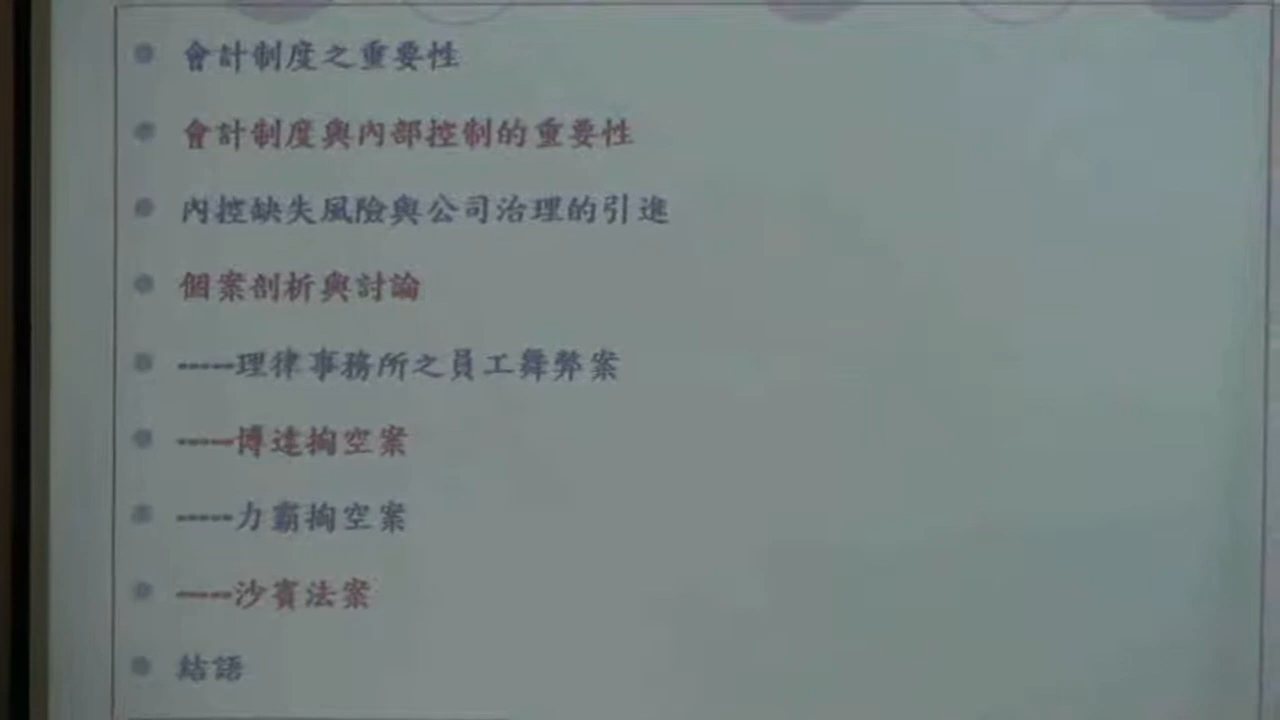 會計制度之重要性
會計制度與內部控制的重要性
內控缺失風險與公司治理的引進
個案剖析與討論
-----理律事務所之員工舞弊案
-----博達掏空案
-----力霸掏空案
-----沙賓法案
結語